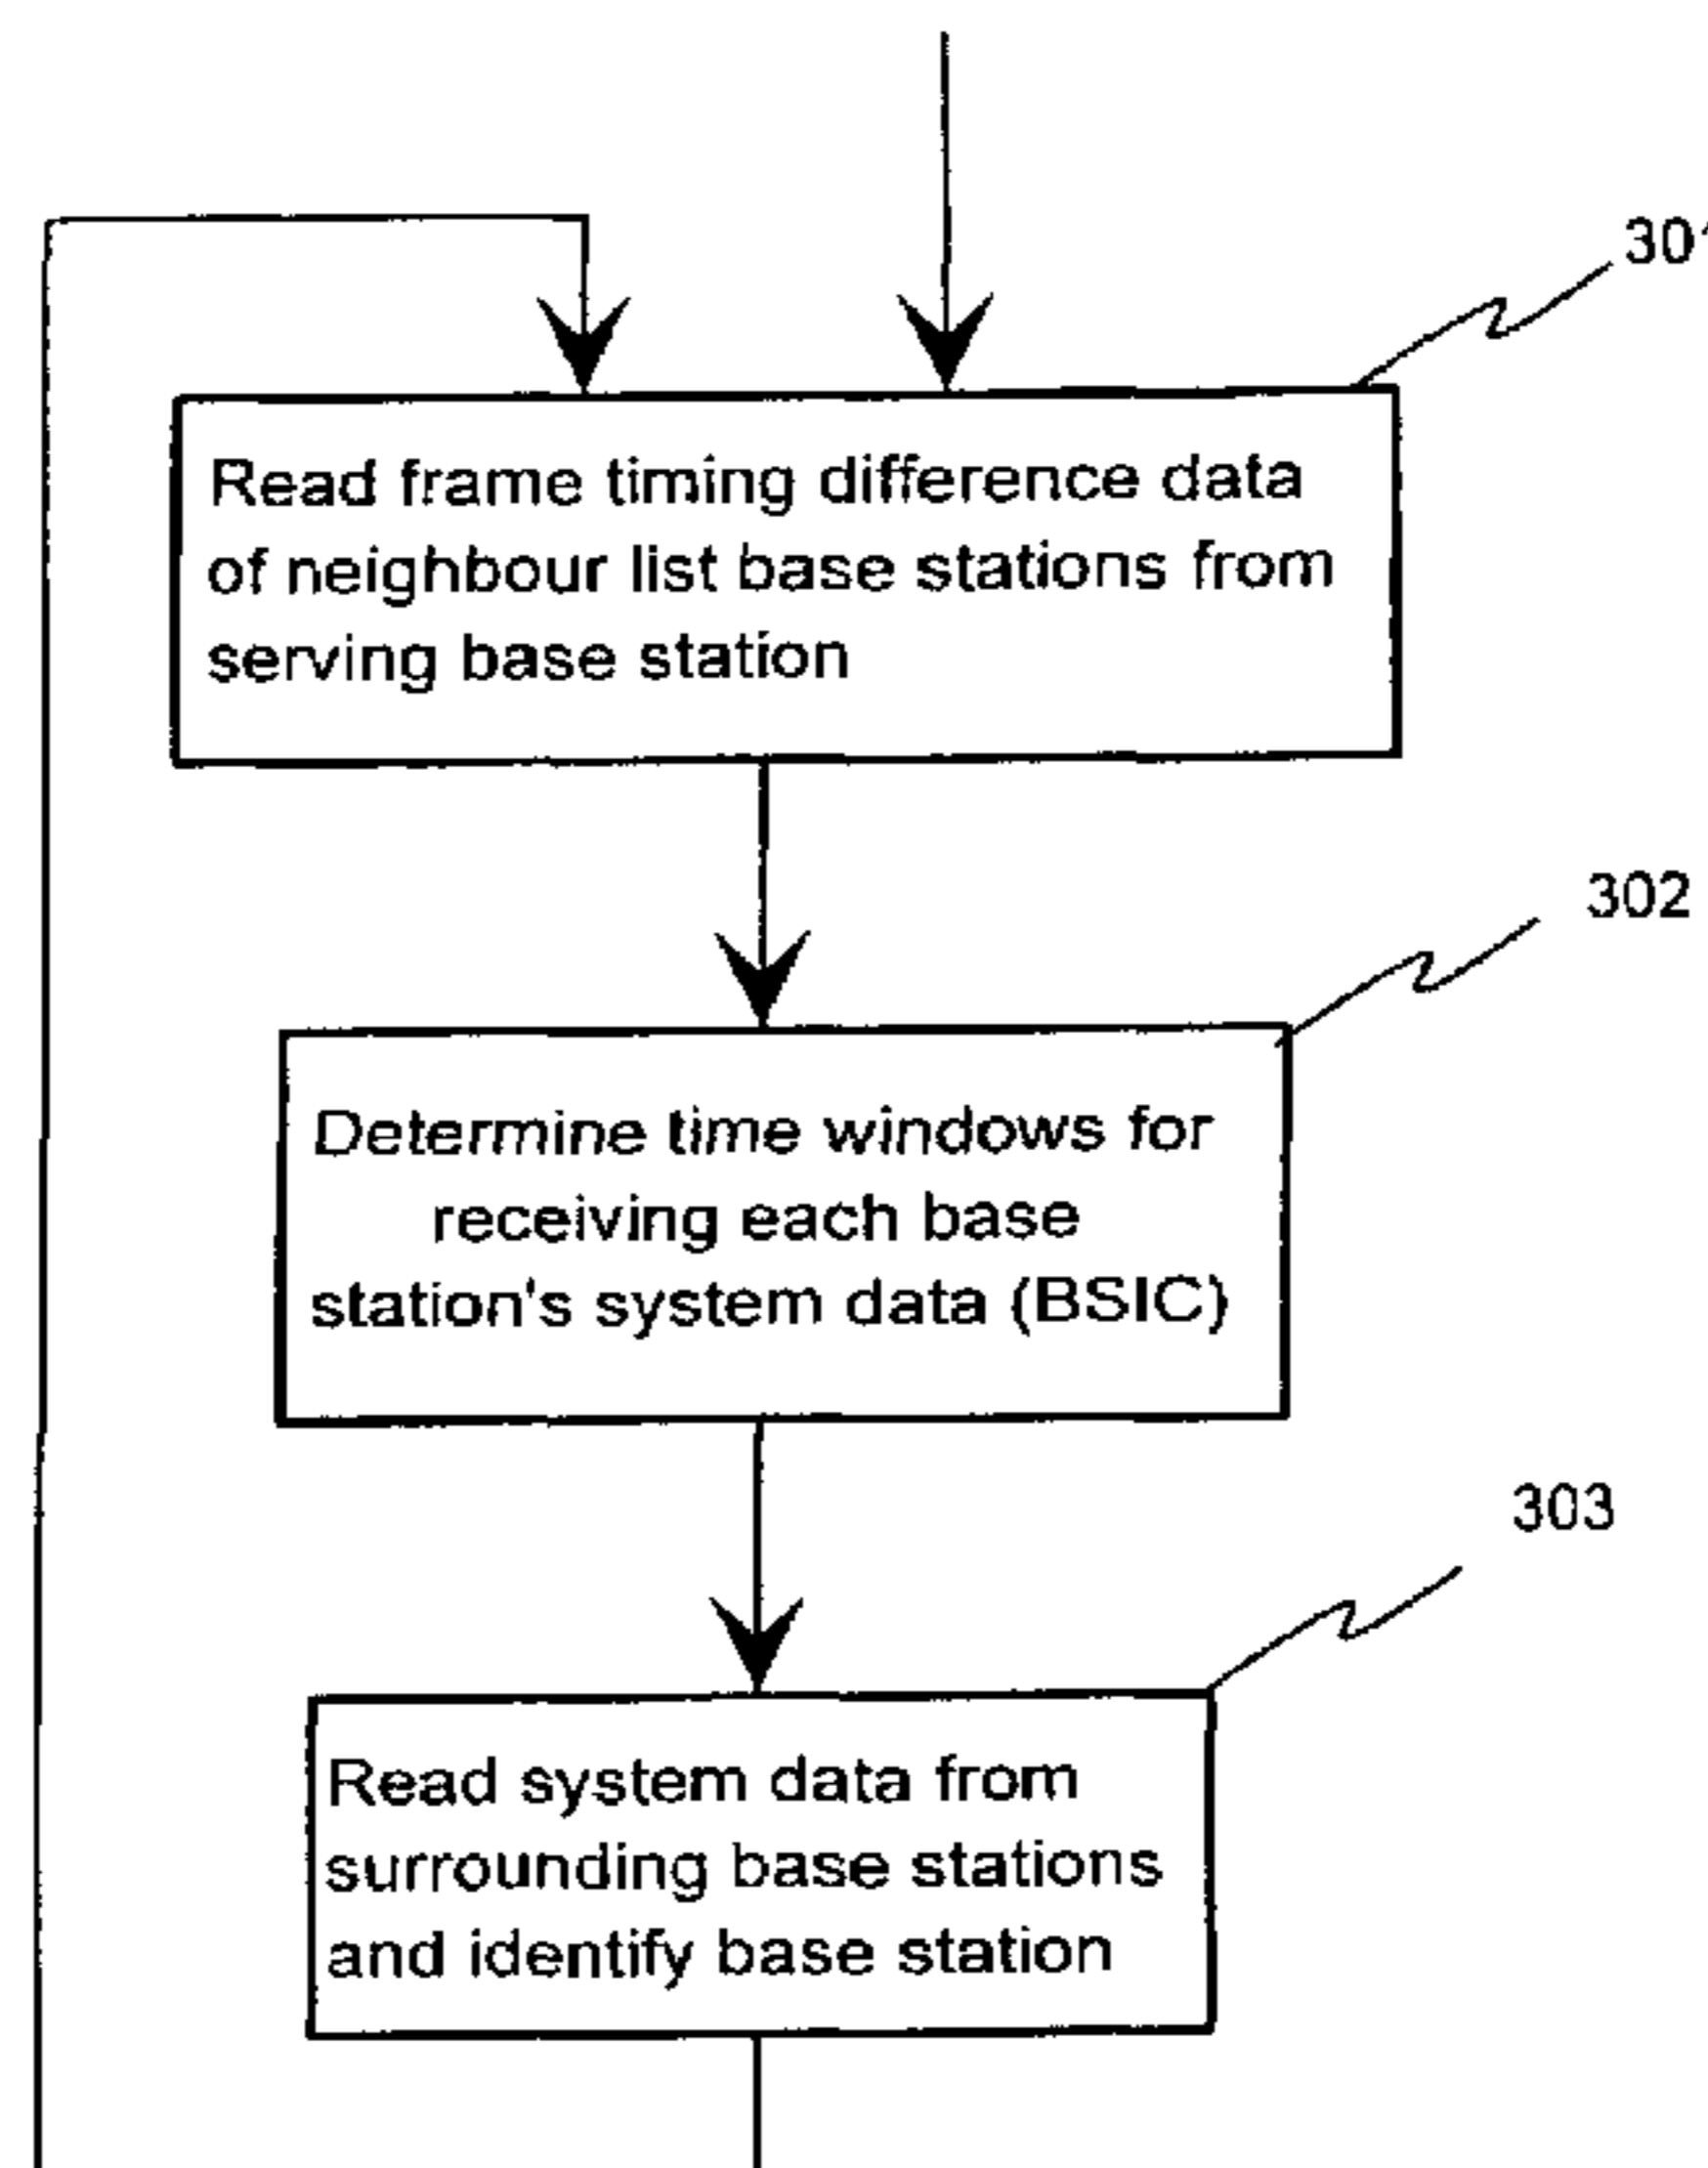 301
Read frame timing difference data
of neighbour list base stations from
serving base station
302
Determine time windows for
receiving each base
station's system data (BSIC)
303
Read system data from
surrounding base stations
and identify base station